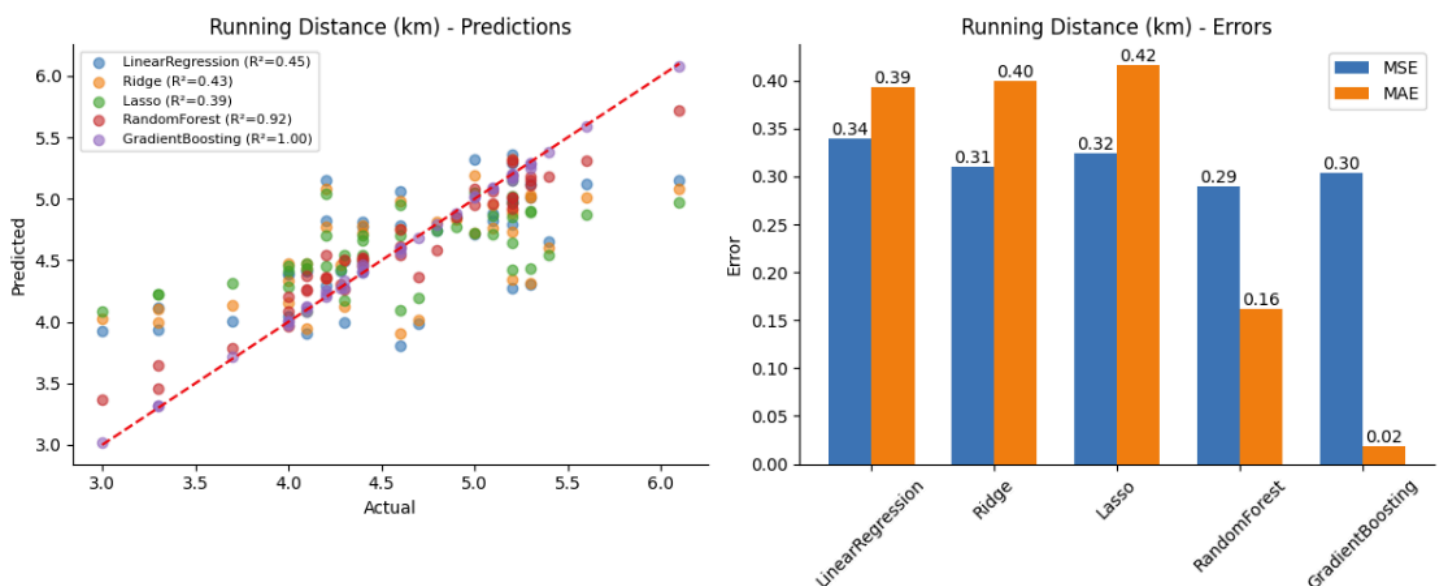 Running Distance (km) - Predictions
LinearRegression (R²=0.45)
Ridge (R²=0.43)
Lasso (R²=0.39)
RandomForest (R²=0.92)
GradientBoosting (R²=1.00)
Predicted
6.0
5.5
5.0
4.5
4.0
3.5
3.0
3.0 3.5 4.0 4.5 5.0 5.5 6.0
Actual
Running Distance (km) - Errors
MSE
MAE
Error
0.40
0.35
0.30
0.25
0.20
0.15
0.10
0.05
0.00
0.34 0.39 0.31 0.40 0.32 0.42 0.29 0.16 0.30 0.02
LinearRegression
Ridge
Lasso
RandomForest
GradientBoosting